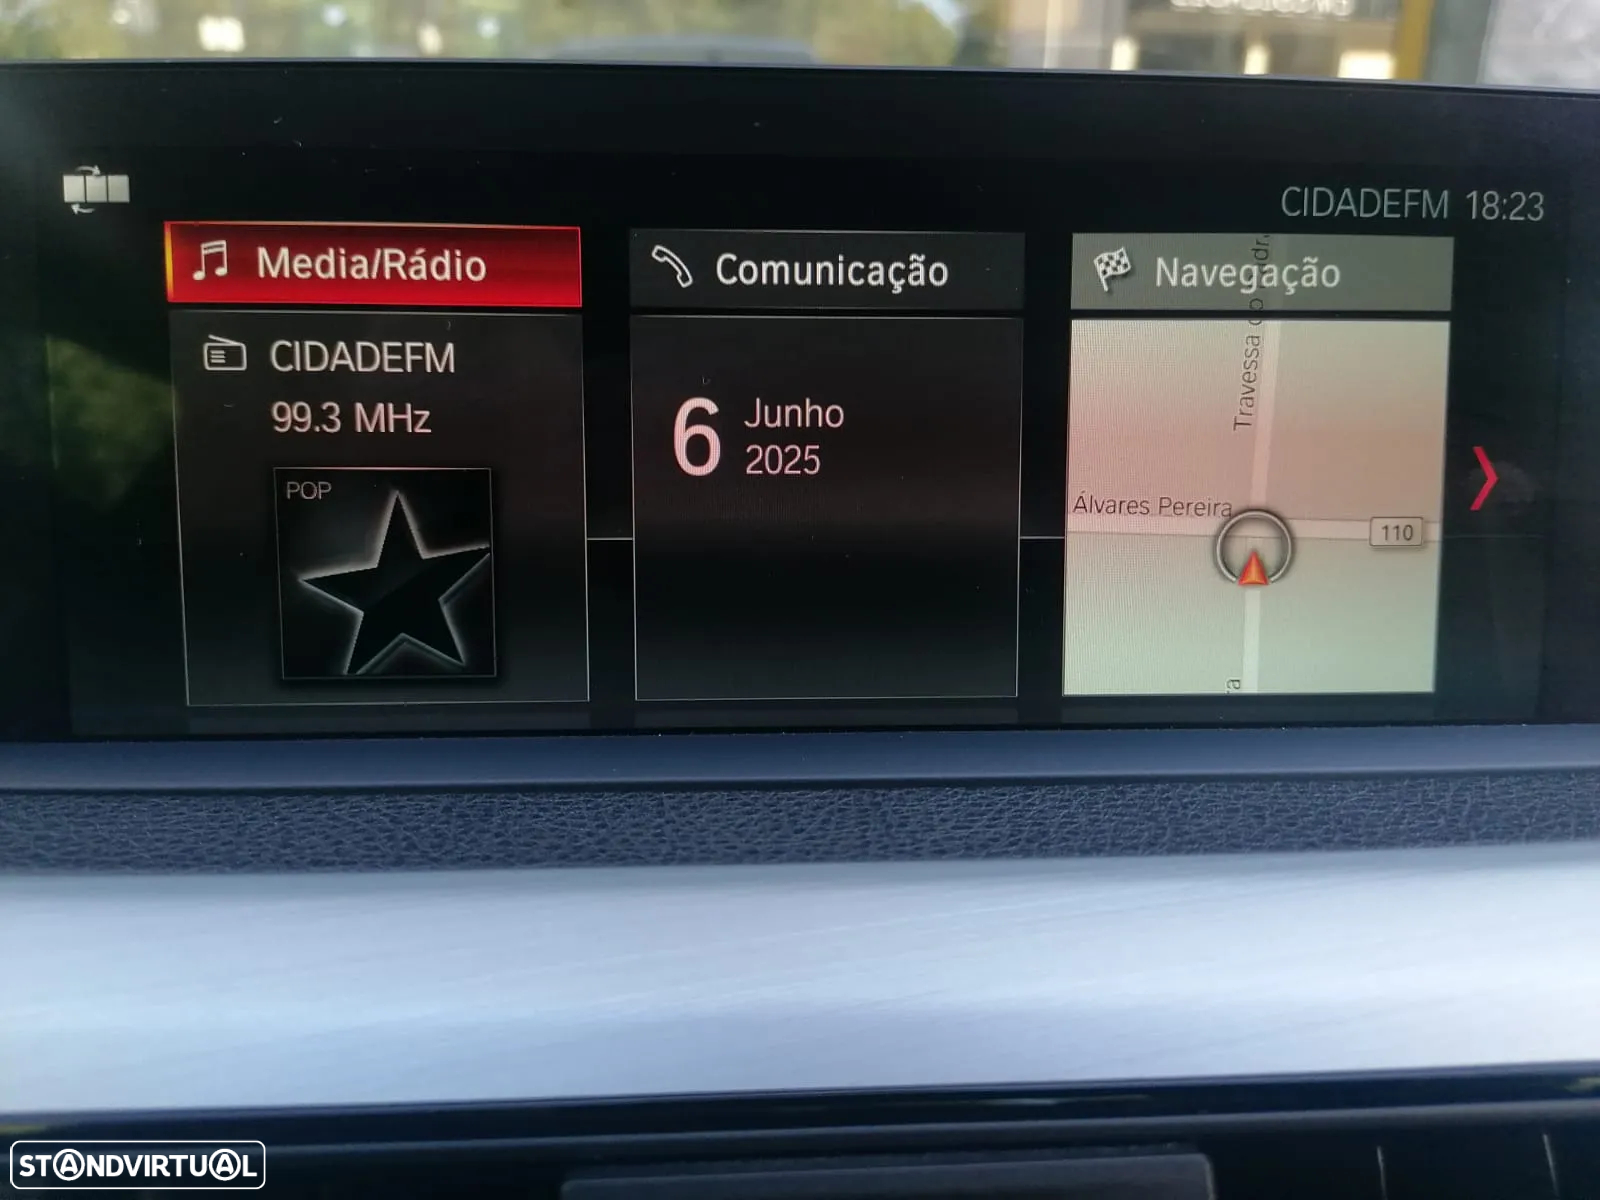 CIDADEFM 18:23
Media/Rádio
CIDADEFM
99.3 MHz
POP
Comunicação
6 Junho
2025
Navegação
Travessa
Álvares Pereira
110
STANDVIRTUAL